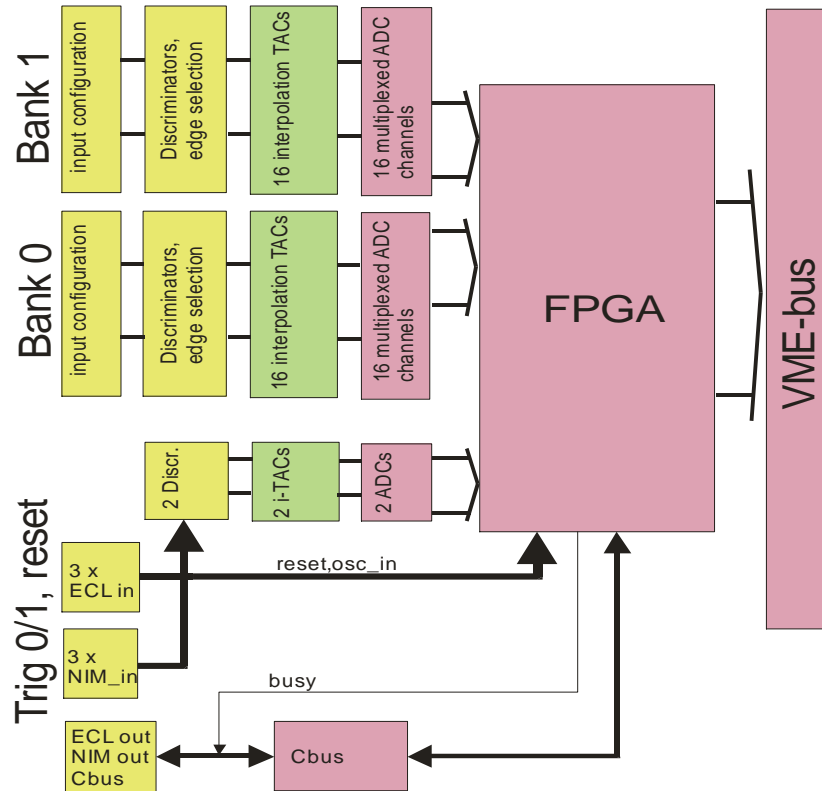 Bank 1
input configuration
Discriminators,
edge selection
16 interpolation TACs
16 multiplexed ADC
channels
Bank 0
input configuration
Discriminators,
edge selection
16 interpolation TACs
16 multiplexed ADC
channels
FPGA
VME-bus
Trig 0/1, reset
2 Discr.
2 i-TACs
2 ADCs
3 x
ECL in
reset,osc_in
3 x
NIM_in
busy
ECL out
NIM out
Cbus
Cbus